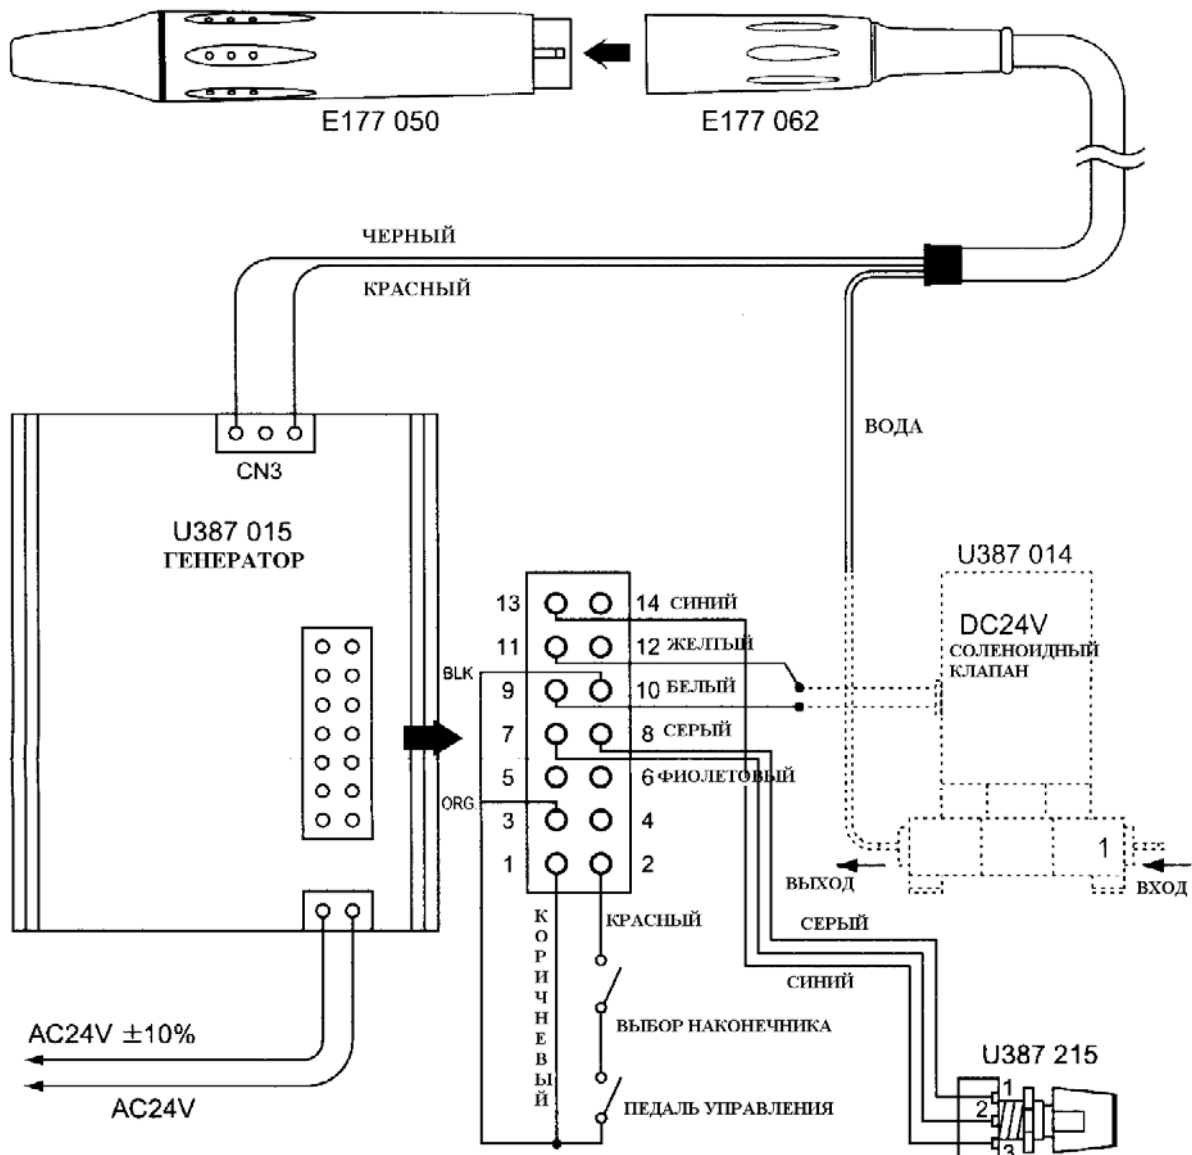 E177 050
E177 062
ЧЕРНЫЙ
КРАСНЫЙ
ВОДА
CN3
U387 015
ГЕНЕРАТОР
U387 014
DC24V
СОЛЕНОИДНЫЙ
КЛАПАН
13 14 СИНИЙ
11 12 ЖЕЛТЫЙ
BLK
9 10 БЕЛЫЙ
7 8 СЕРЫЙ
5 6 ФИОЛЕТОВЫЙ
ORG
3 4
1 2
1
ВЫХОД
ВХОД
КОРИЧНЕВЫЙ
КРАСНЫЙ
СЕРЫЙ
СИНИЙ
ВЫБОР НАКОНЕЧНИКА
ПЕДАЛЬ УПРАВЛЕНИЯ
AC24V ±10%
AC24V
U387 215
1
2
3